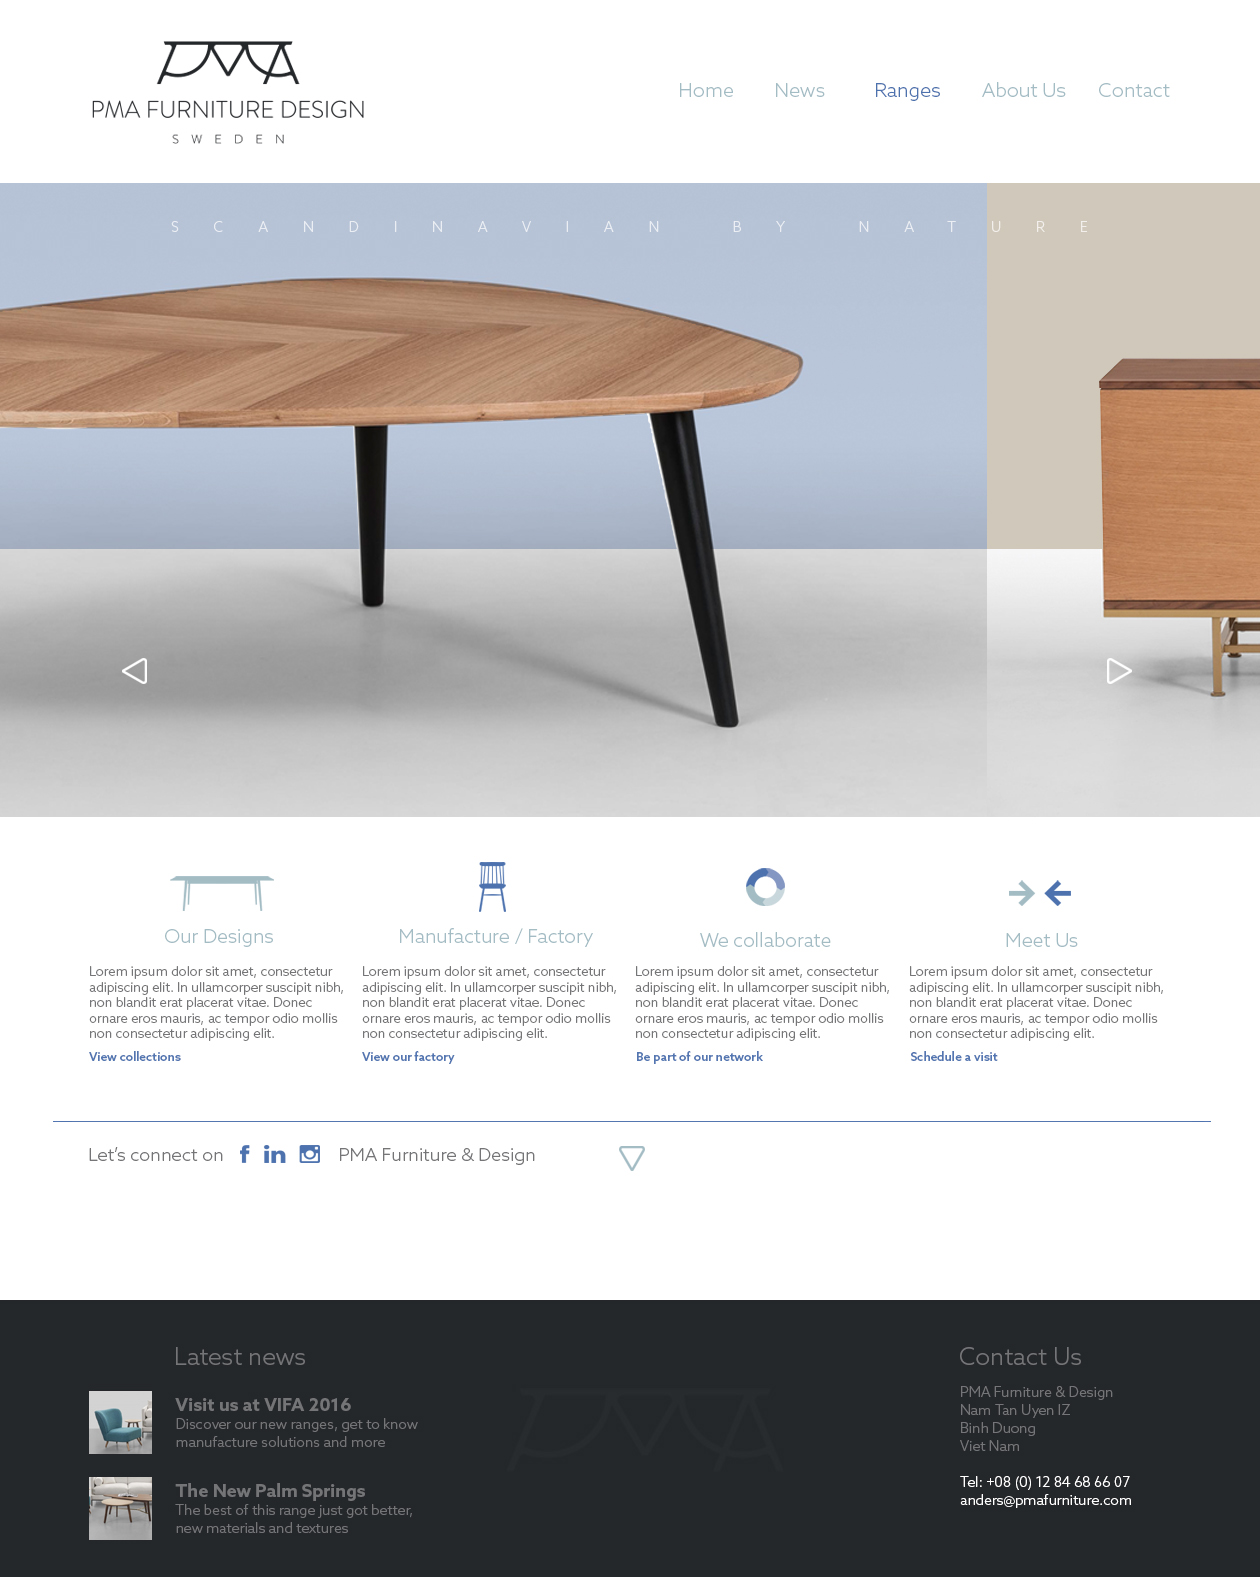 PMA
PMA FURNITURE DESIGN
SWEDEN
Home
News
Ranges
About Us
Contact
SCANDINAVIAN BY NATURE
Our Designs
Lorem ipsum dolor sit amet, consectetur
adipiscing elit. In ullamcorper suscipit nibh,
non blandit erat placerat vitae. Donec
ornare eros mauris, ac tempor odio mollis
non consectetur adipiscing elit.
View collections
Manufacture / Factory
Lorem ipsum dolor sit amet, consectetur
adipiscing elit. In ullamcorper suscipit nibh,
non blandit erat placerat vitae. Donec
ornare eros mauris, ac tempor odio mollis
non consectetur adipiscing elit.
View our factory
We collaborate
Lorem ipsum dolor sit amet, consectetur
adipiscing elit. In ullamcorper suscipit nibh,
non blandit erat placerat vitae. Donec
ornare eros mauris, ac tempor odio mollis
non consectetur adipiscing elit.
Be part of our network
Meet Us
Lorem ipsum dolor sit amet, consectetur
adipiscing elit. In ullamcorper suscipit nibh,
non blandit erat placerat vitae. Donec
ornare eros mauris, ac tempor odio mollis
non consectetur adipiscing elit.
Schedule a visit
Let's connect on f in PMA Furniture & Design
Latest news
Visit us at VIFA 2016
Discover our new ranges, get to know
manufacture solutions and more
The New Palm Springs
The best of this range just got better,
new materials and textures
PMA
Contact Us
PMA Furniture & Design
Nam Tan Uyen IZ
Binh Duong
Viet Nam
Tel: +08 (0) 12 84 68 66 07
anders@pmafurniture.com